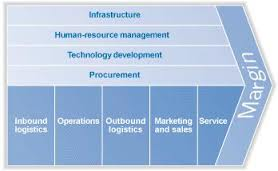 Infrastructure
Human-resource management
Technology development
Procurement
Inbound
logistics
Operations
Outbound
logistics
Marketing
and sales
Service
Margin